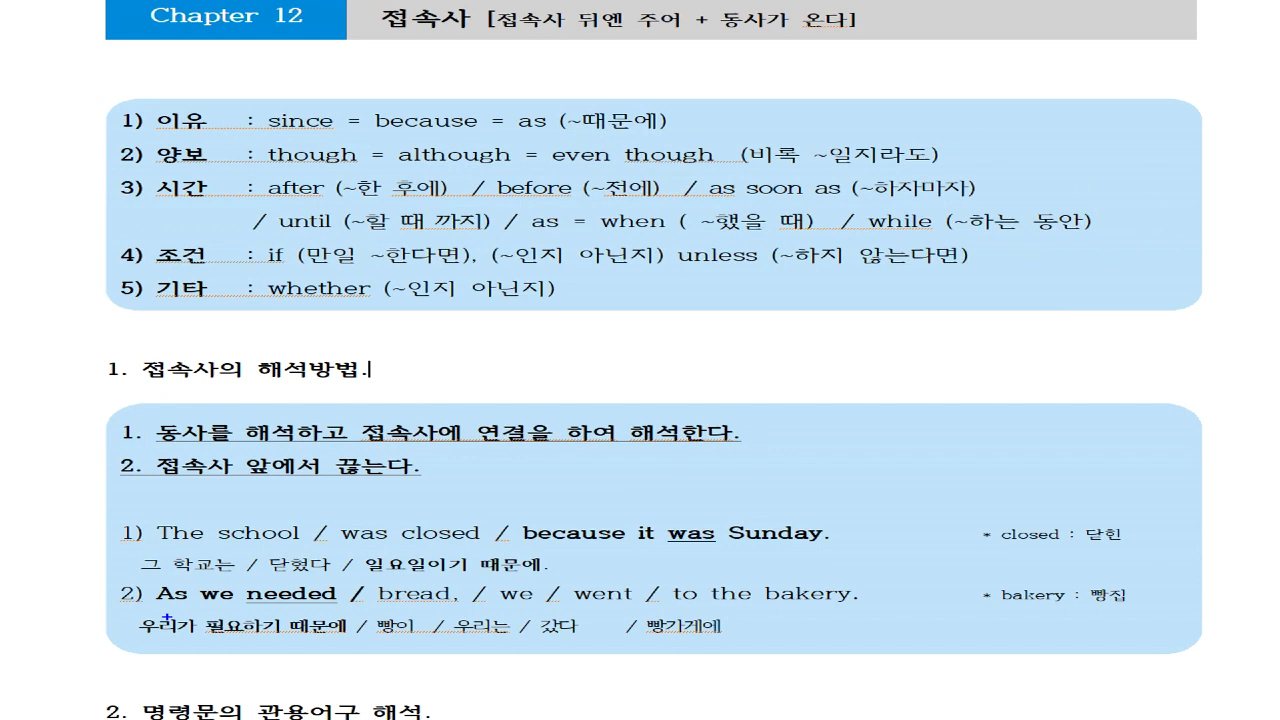 Chapter 12
접속사 [접속사 뒤엔 주어 + 동사가 온다]
1) 이유 : since = because = as (~때문에)
2) 양보 : though = although = even though (비록 ~일지라도)
3) 시간 : after (~한 후에) / before (~전에) / as soon as (~하자마자)
/ until (~할 때 까지) / as = when ( ~했을 때) / while (~하는 동안)
4) 조건 : if (만일 ~한다면), (~인지 아닌지) unless (~하지 않는다면)
5) 기타 : whether (~인지 아닌지)
1. 접속사의 해석방법.
1. 동사를 해석하고 접속사에 연결을 하여 해석한다.
2. 접속사 앞에서 끊는다.
1) The school / was closed / because it was Sunday. * closed : 닫힌
그 학교는 / 닫혔다 / 일요일이기 때문에.
2) As we needed / bread, / we / went / to the bakery. * bakery : 빵집
우리가 필요하기 때문에 / 빵이 / 우리는 / 갔다 / 빵가게에
2. 명령문의 관용어구 해석.